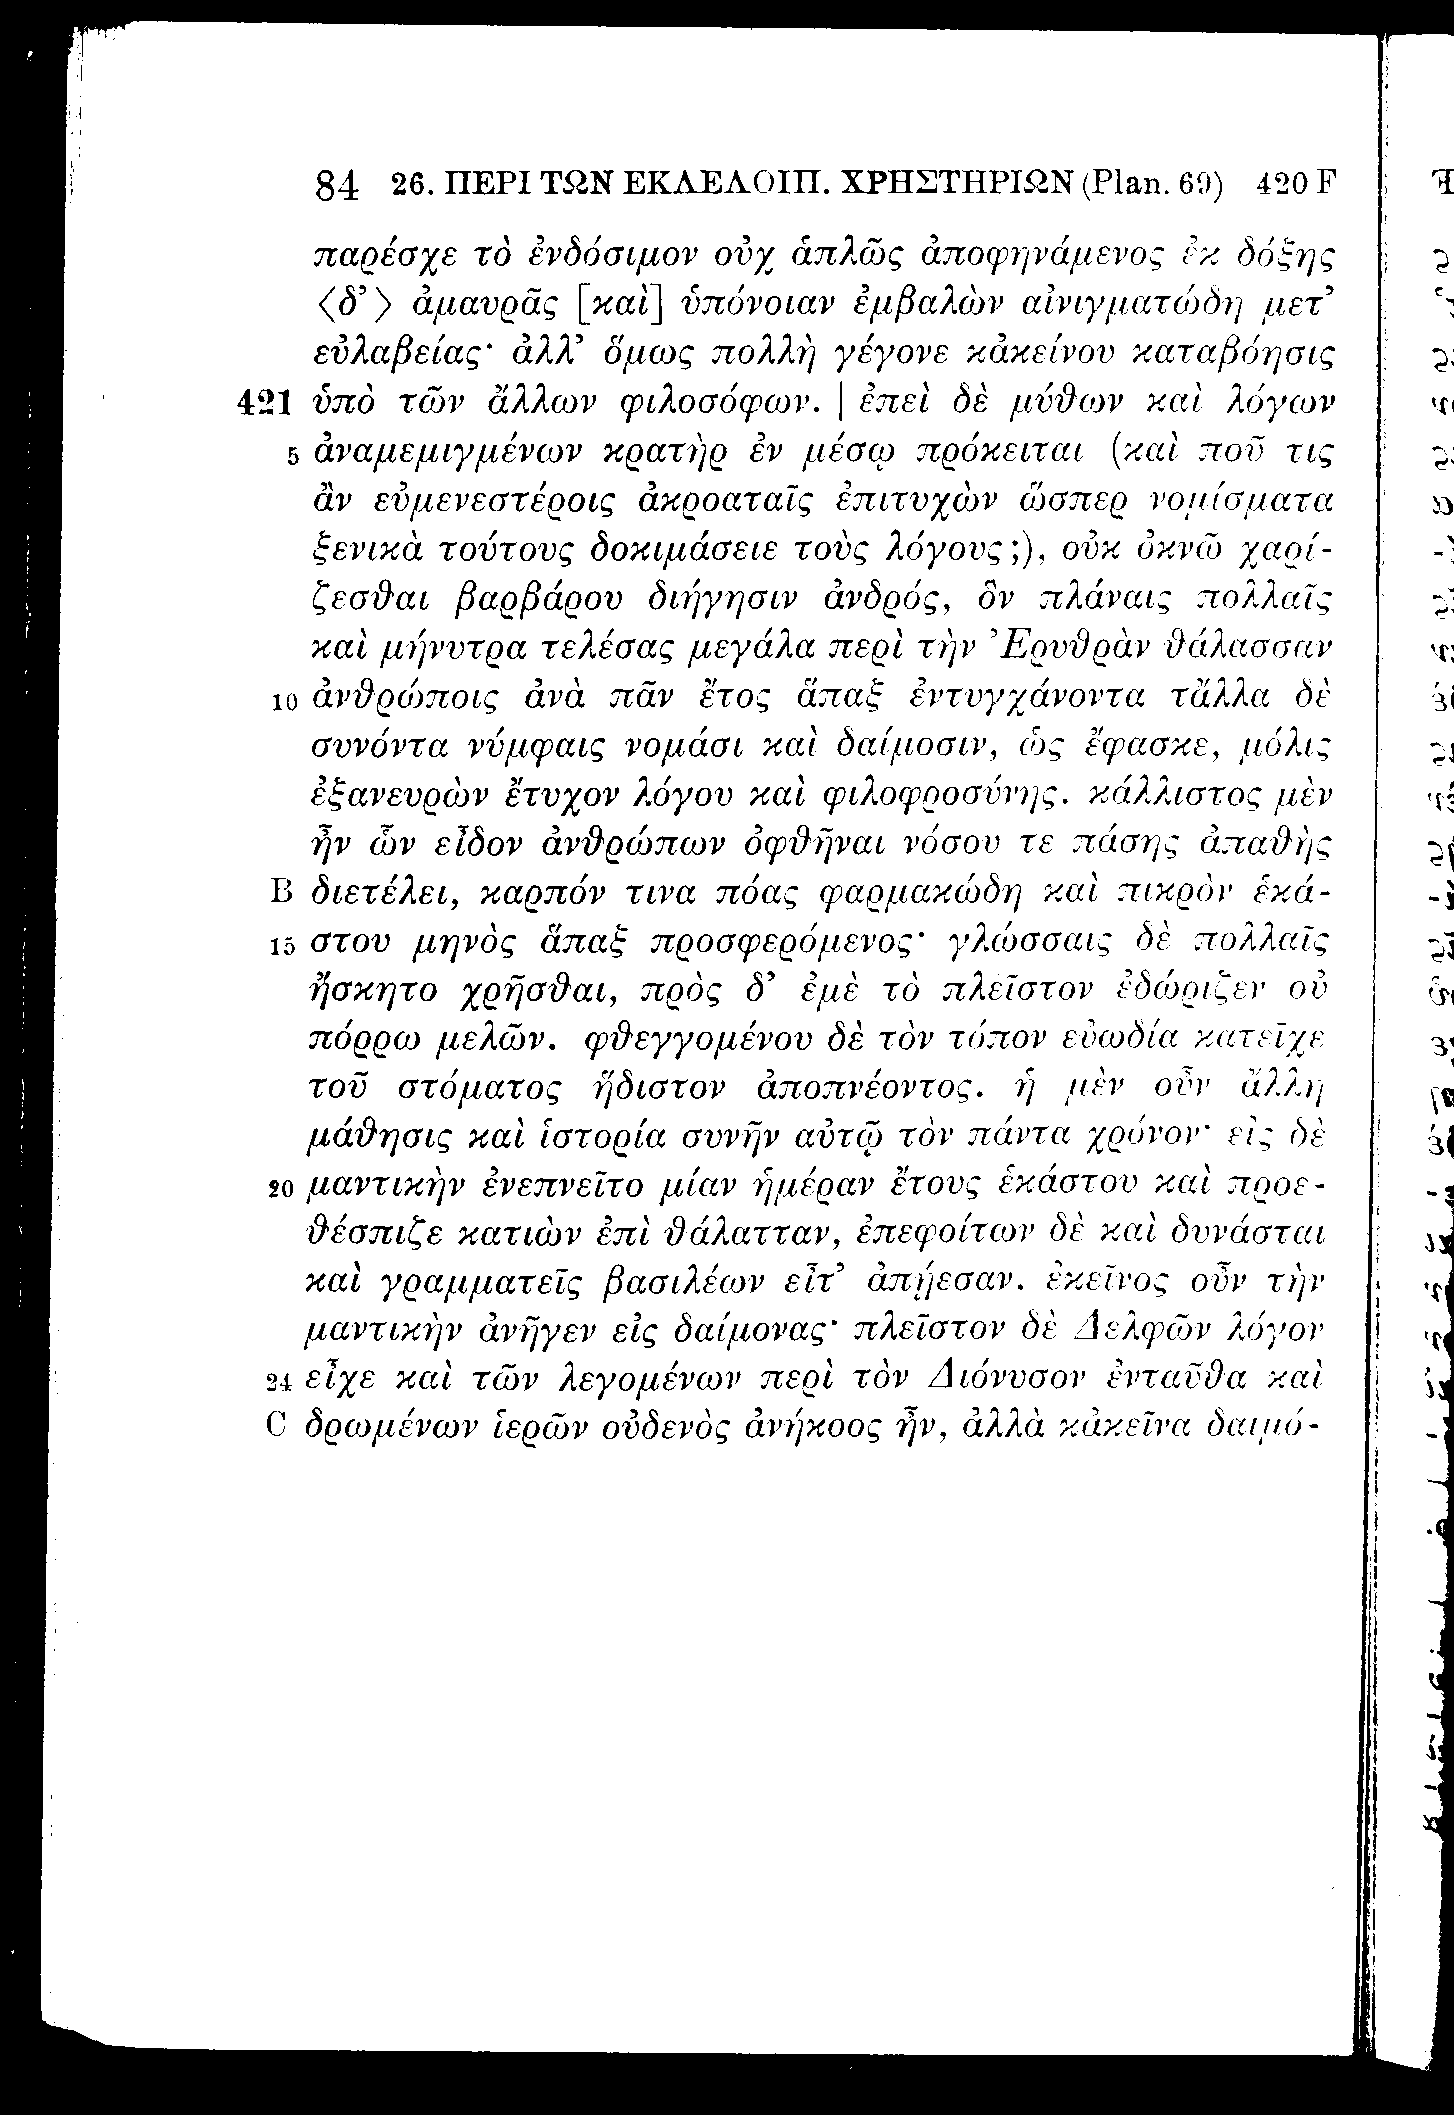 84 26. ΠΕΡΙ ΤΩΝ ΕΚΛΕΛΟΙΠ. ΧΡΗΣΤΗΡΙΩΝ (Plan. 69) 420 F
παρέσχε τὸ ἐνδόσιμον οὐχ ἁπλῶς ἀποφηνάμενος ἐκ δόξης
⟨δ’⟩ ἀμαυρᾶς [καὶ] ὑπόνοιαν ἐμβαλὼν αἰνιγματώδη μετ’
εὐλαβείας· ἀλλ’ ὅμως πολλὴ γέγονε κἀκείνου καταβόησις
421 ὑπὸ τῶν ἄλλων φιλοσόφων. | ἐπεὶ δὲ μύθων καὶ λόγων
5 ἀναμεμιγμένων κρατὴρ ἐν μέσῳ πρόκειται (καὶ ποῦ τις
ἂν εὐμενεστέροις ἀκροαταῖς ἐπιτυχὼν ὥσπερ νομίσματα
ξενικὰ τούτους δοκιμάσειε τοὺς λόγους;), οὐκ ὀκνῶ χαρί-
ζεσθαι βαρβάρου διήγησιν ἀνδρός, ὃν πλάναις πολλαῖς
καὶ μήνυτρα τελέσας μεγάλα περὶ τὴν Ἐρυθρὰν θάλασσαν
10 ἀνθρώποις ἀνὰ πᾶν ἔτος ἅπαξ ἐντυγχάνοντα τἄλλα δὲ
συνόντα νύμφαις νομάσι καὶ δαίμοσιν, ὡς ἔφασκε, μόλις
ἐξανευρὼν ἔτυχον λόγου καὶ φιλοφροσύνης. κάλλιστος μὲν
ἦν ὧν εἶδον ἀνθρώπων ὀφθῆναι νόσου τε πάσης ἀπαθὴς
B διετέλει, καρπόν τινα πόας φαρμακώδη καὶ πικρὸν ἑκά-
15 στου μηνὸς ἅπαξ προσφερόμενος· γλώσσαις δὲ πολλαῖς
ἤσκητο χρῆσθαι, πρὸς δ’ ἐμὲ τὸ πλεῖστον ἐδώριζεν οὐ
πόρρω μελῶν. φθεγγομένου δὲ τὸν τόπον εὐωδία κατεῖχε
τοῦ στόματος ἥδιστον ἀποπνέοντος. ἡ μὲν οὖν ἄλλη
μάθησις καὶ ἱστορία συνῆν αὐτῷ τὸν πάντα χρόνον· εἰς δὲ
20 μαντικὴν ἐνεπνεῖτο μίαν ἡμέραν ἔτους ἑκάστου καὶ προε-
θέσπιζε κατιὼν ἐπὶ θάλατταν, ἐπεφοίτων δὲ καὶ δυνάσται
καὶ γραμματεῖς βασιλέων εἶτ’ ἀπῄεσαν. ἐκεῖνος οὖν τὴν
μαντικὴν ἀνῆγεν εἰς δαίμονας· πλεῖστον δὲ Δελφῶν λόγον
24 εἶχε καὶ τῶν λεγομένων περὶ τὸν Διόνυσον ἐνταῦθα καὶ
C δρωμένων ἱερῶν οὐδενὸς ἀνήκοος ἦν, ἀλλὰ κἀκεῖνα δαιμό-